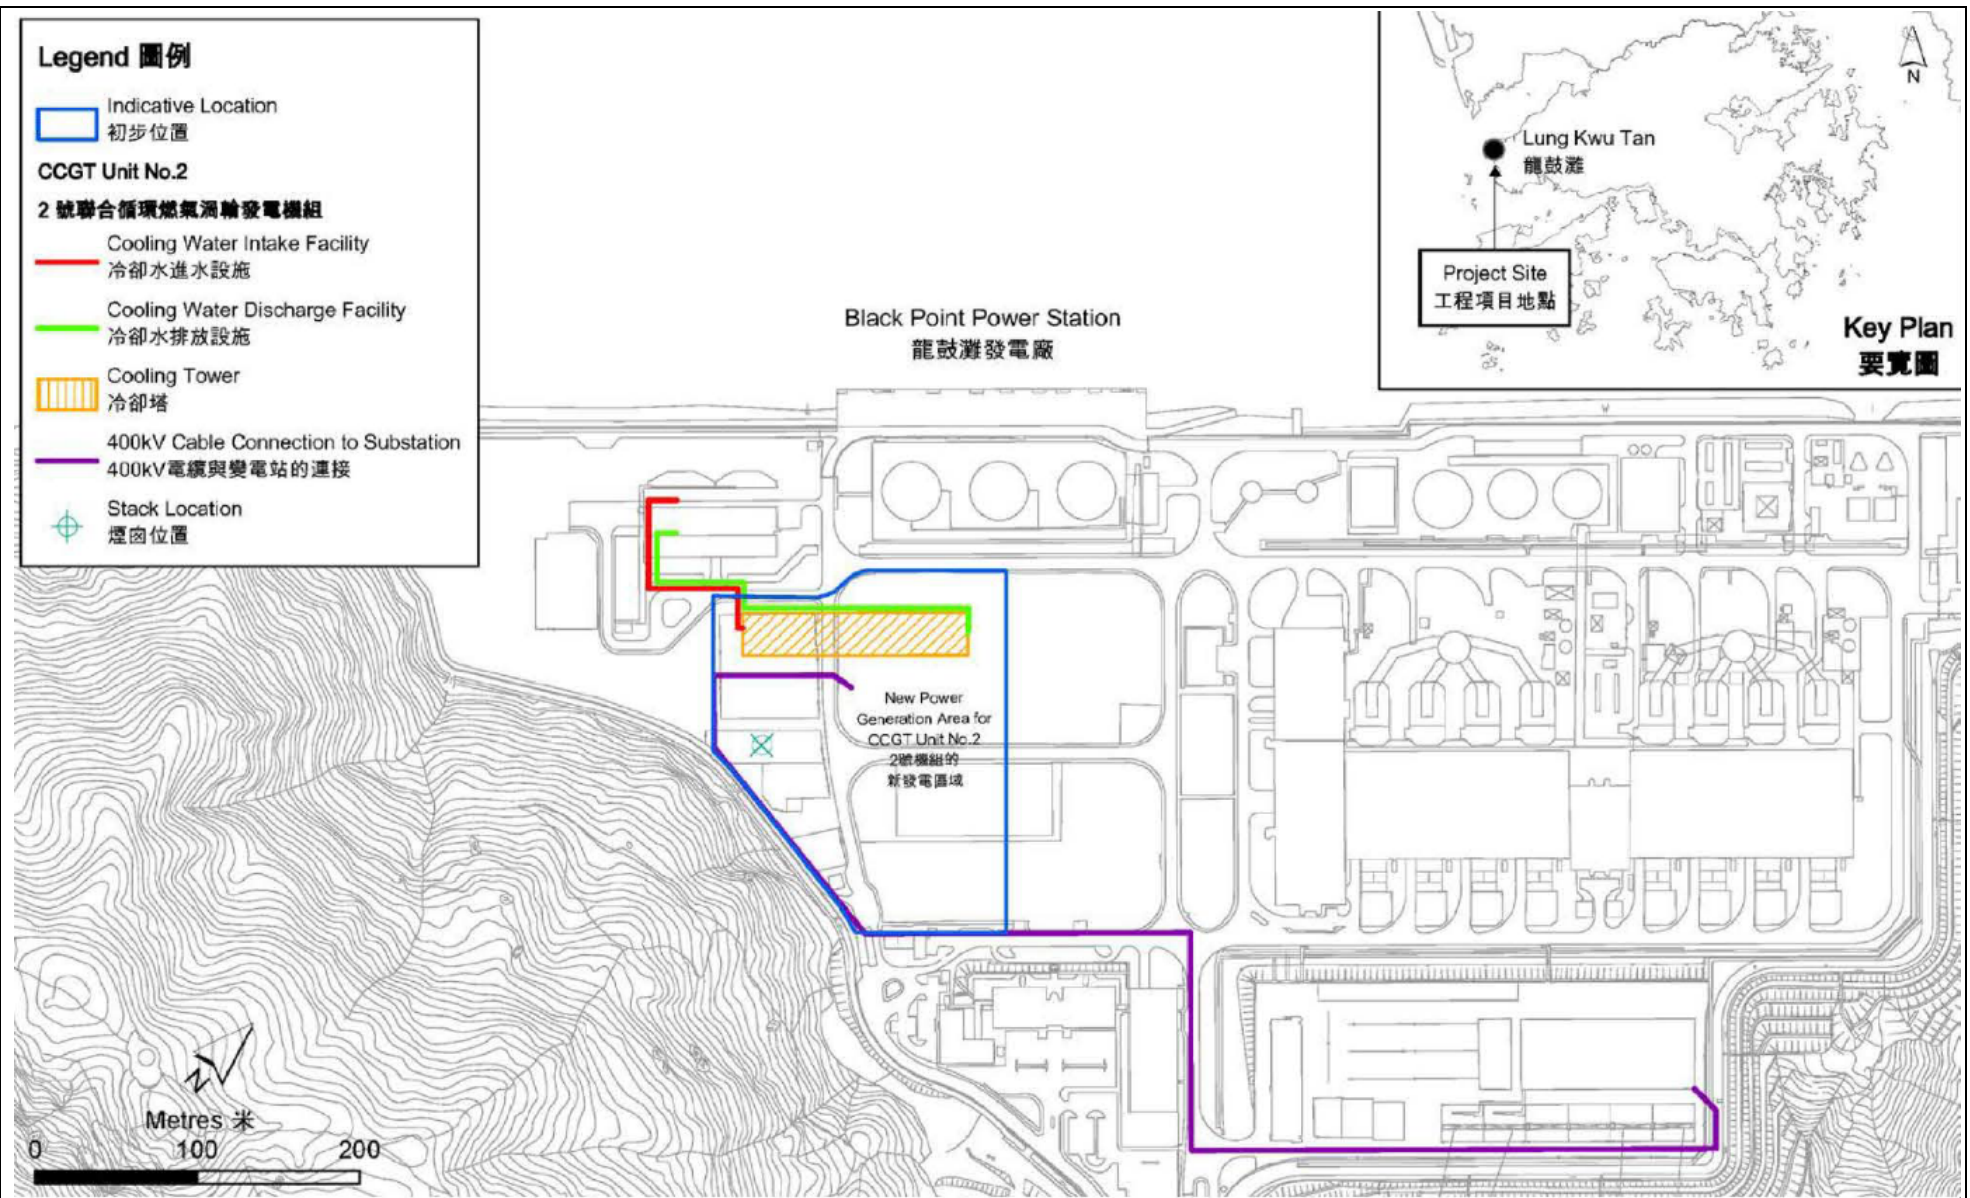 Legend 圖例
Indicative Location
初步位置
CCGT Unit No.2
2 號聯合循環燃氣渦輪發電機組
Cooling Water Intake Facility
冷卻水進水設施
Cooling Water Discharge Facility
冷卻水排放設施
Cooling Tower
冷卻塔
400kV Cable Connection to Substation
400kV電纜與變電站的連接
Stack Location
煙囪位置
N
Lung Kwu Tan
龍鼓灘
Project Site
工程項目地點
Key Plan
要覽圖
Black Point Power Station
龍鼓灘發電廠
New Power
Generation Area for
CCGT Unit No.2
2號機組的
新發電區域
N
Metres 米
0 100 200